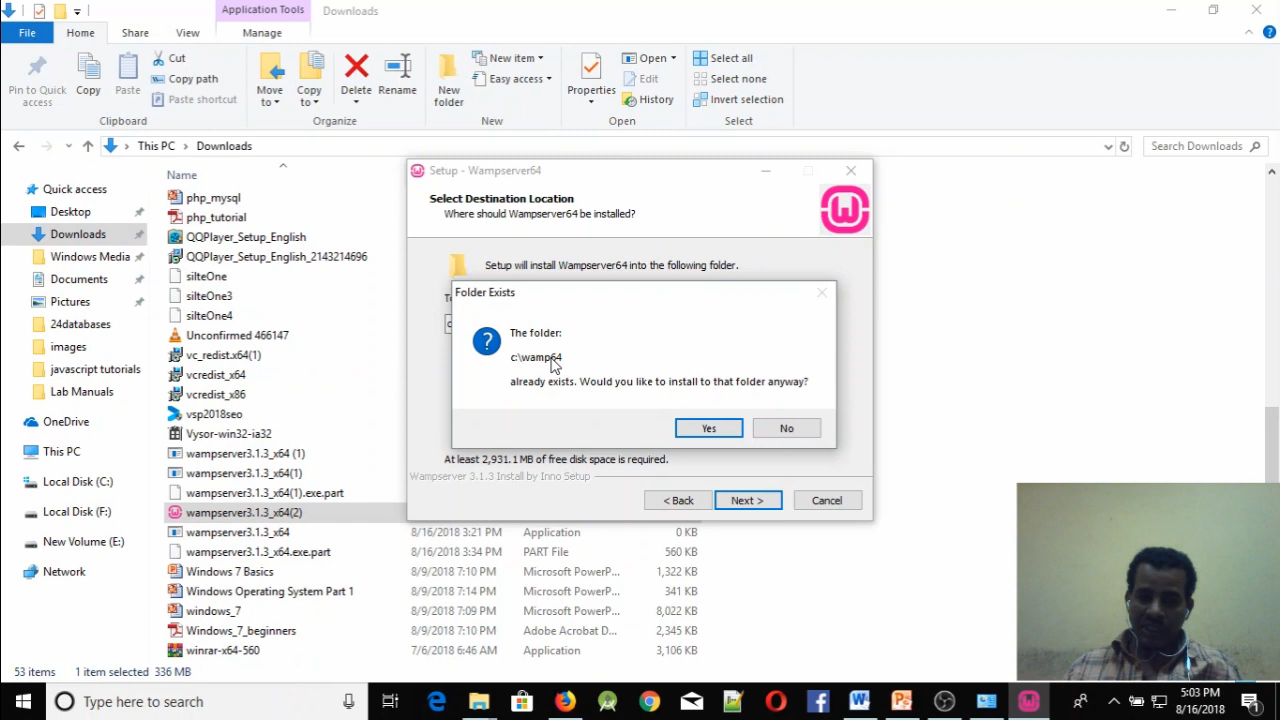 Application Tools
Downloads
File
Home
Share
View
Manage
Pin to Quick access
Copy
Paste
Cut
Copy path
Paste shortcut
Clipboard
Move to
Copy to
Delete
Rename
Organize
New folder
New item
Easy access
New
Properties
Open
Edit
History
Open
Select all
Select none
Invert selection
Select
This PC
Downloads
Search Downloads
Quick access
Desktop
Downloads
Windows Media
Documents
Pictures
24databases
images
javascript tutorials
Lab Manuals
OneDrive
This PC
Local Disk (C:)
Local Disk (F:)
New Volume (E:)
Network
Name
php_mysql
php_tutorial
QQPlayer_Setup_English
QQPlayer_Setup_English_2143214696
silteOne
silteOne3
silteOne4
Unconfirmed 466147
vc_redist.x64(1)
vcredist_x64
vcredist_x86
vsp2018seo
Vysor-win32-ia32
wampserver3.1.3_x64 (1)
wampserver3.1.3_x64(1)
wampserver3.1.3_x64(1).exe.part
wampserver3.1.3_x64(2)
wampserver3.1.3_x64 8/16/2018 3:21 PM Application 0 KB
wampserver3.1.3_x64.exe.part 8/16/2018 3:34 PM PART File 560 KB
Windows 7 Basics 8/9/2018 7:10 PM Microsoft PowerP... 1,322 KB
Windows Operating System Part 1 8/9/2018 7:14 PM Microsoft PowerP... 341 KB
windows_7 8/9/2018 7:09 PM Microsoft PowerP... 8,022 KB
Windows_7_beginners 8/9/2018 7:10 PM Adobe Acrobat D... 2,345 KB
winrar-x64-560 7/6/2018 6:46 AM Application 3,106 KB
Setup - Wampserver64
Select Destination Location
Where should Wampserver64 be installed?
Setup will install Wampserver64 into the following folder.
Folder Exists
The folder:
c:\wamp64
already exists. Would you like to install to that folder anyway?
Yes
No
At least 2,931.1 MB of free disk space is required.
Wampserver 3.1.3 Install by Inno Setup
< Back
Next >
Cancel
53 items
1 item selected 336 MB
Type here to search
5:03 PM
8/16/2018